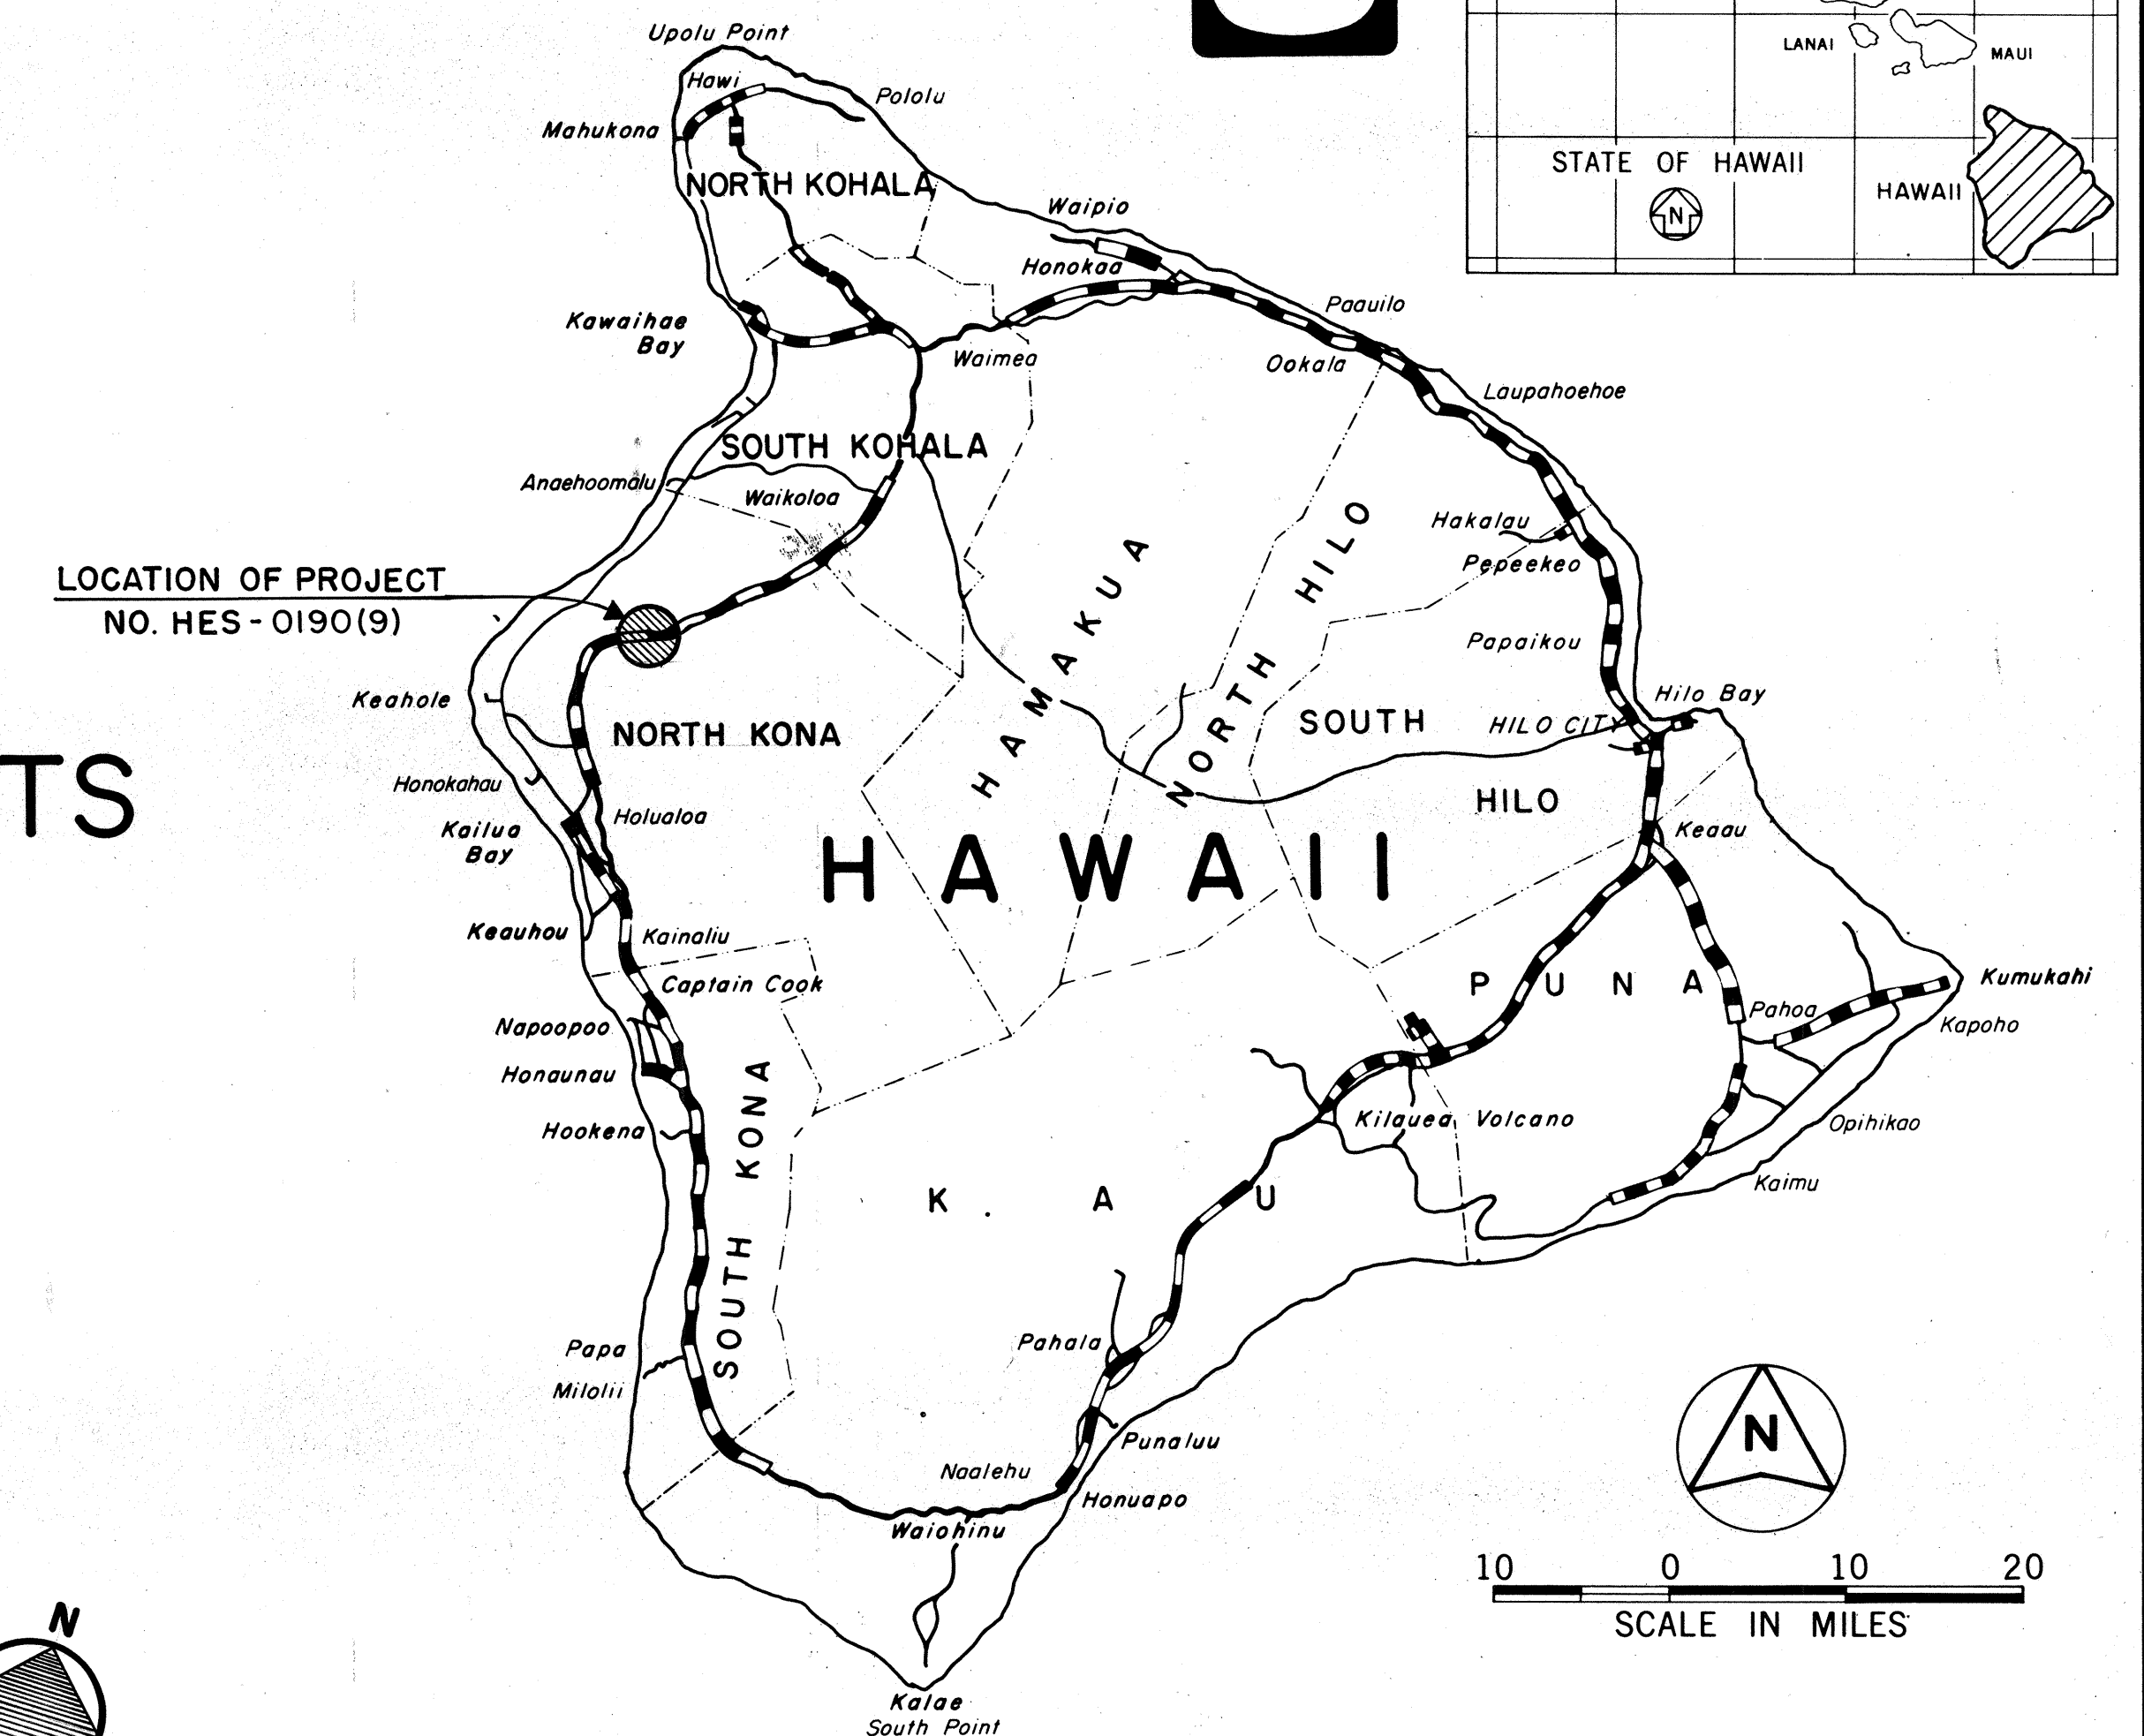 Upolu Point
Hawi
Pololu
Mahukona
NORTH KOHALA
Waipio
Honokaa
Kawaihae
Bay
Waimea
Paauilo
Ookala
Laupahoehoe
SOUTH KOHALA
Anaehoomalu
Waikoloa
Hakalau
Pepeekeo
LOCATION OF PROJECT
NO. HES-0190(9)
HAMAKUA
NORTH HILO
Papaikou
Keahole
NORTH KONA
SOUTH
HILO
HILO CITY
Hilo Bay
TS
Honokahau
Holualoa
Kailua
Bay
HAWAII
Keaau
Keauhou
Kainaliu
Captain Cook
PUNA
Kumukahi
Pahoa
Kapoho
Napoopoo
Honaunau
Hookena
SOUTH KONA
Kilauea Volcano
Opihikao
Kaimu
K. A U
Papa
Milolii
Pahala
Punaluu
Naalehu
Honuapo
Waiohinu
Kalae
South Point
LANAI
MAUI
STATE OF HAWAII
N
HAWAII
N
10 0 10 20
SCALE IN MILES
N